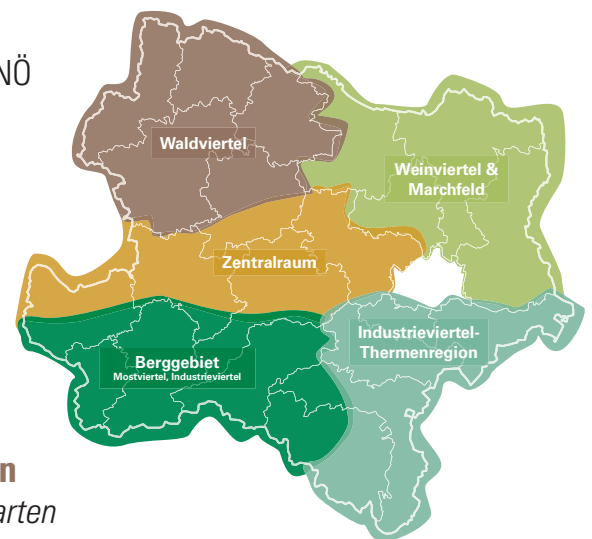 NÖ
Waldviertel
Weinviertel &
Marchfeld
Zentralraum
Industrieviertel-
Thermenregion
Berggebiet
Mostviertel, Industrieviertel
n
arten